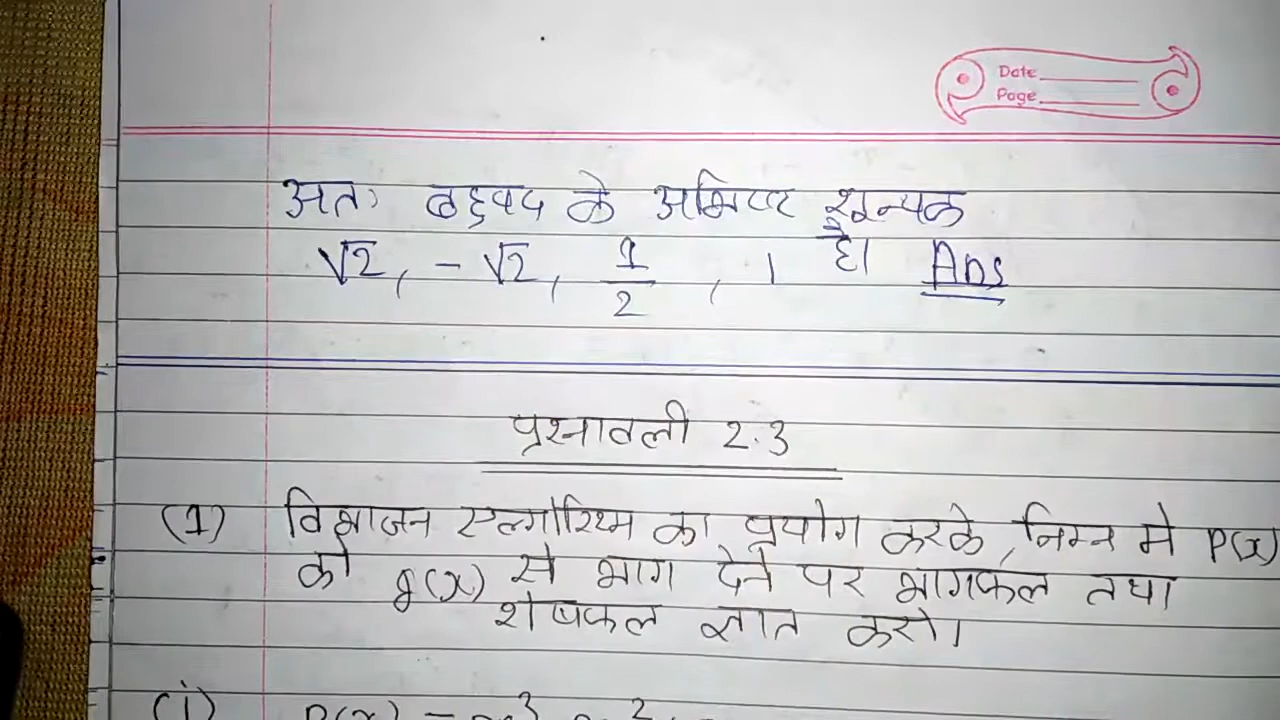 Date
Page
अतः बहुपद के अभिष्ट शून्यक
√2, -√2, 1/2, 1 है। Ans
प्रश्नावली 2.3
(1) विभाजन एल्गोरिथ्म का प्रयोग करके, निम्न मे P(x)
को g(x) से भाग देने पर भागफल तथा
शेषफल ज्ञात करो।
(i) P(x) = x³